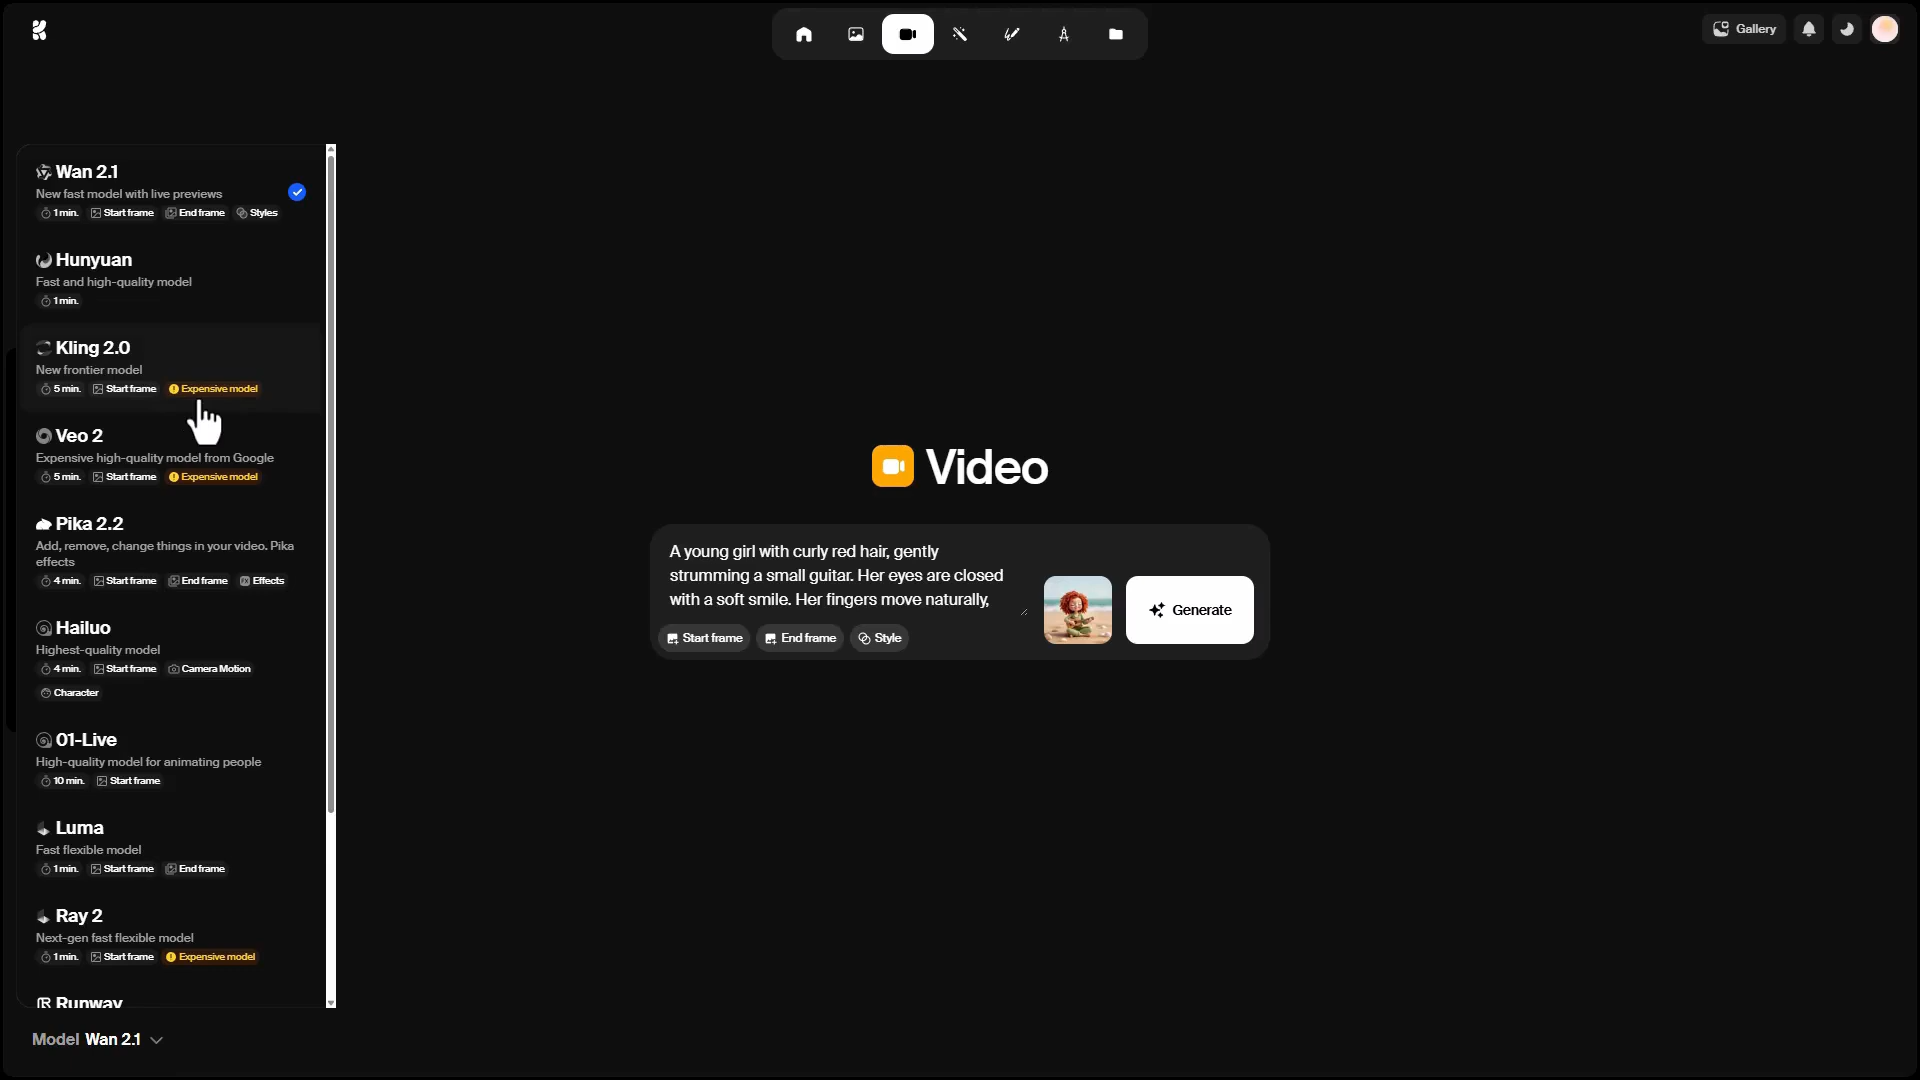 Gallery
Wan 2.1
New fast model with live previews
1 min. Start frame End frame Styles
Hunyuan
Fast and high-quality model
1 min.
Kling 2.0
New frontier model
5 min. Start frame Expensive model
Veo 2
Expensive high-quality model from Google
5 min. Start frame Expensive model
Pika 2.2
Add, remove, change things in your video. Pika
effects
4 min. Start frame End frame Effects
Hailuo
Highest-quality model
4 min. Start frame Camera Motion
Character
01-Live
High-quality model for animating people
10 min. Start frame
Luma
Fast flexible model
1 min. Start frame End frame
Ray 2
Next-gen fast flexible model
1 min. Start frame Expensive model
Runway
Model Wan 2.1
Video
A young girl with curly red hair, gently
strumming a small guitar. Her eyes are closed
with a soft smile. Her fingers move naturally,
Start frame End frame Style
Generate